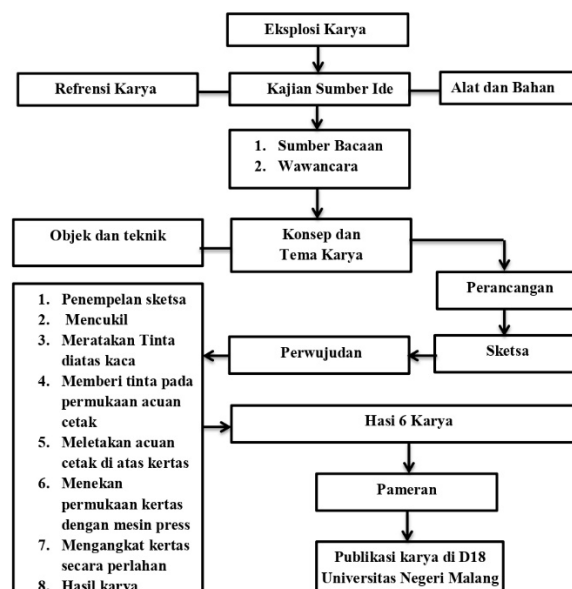 Eksplosi Karya
Refrensi Karya
Kajian Sumber Ide
Alat dan Bahan
1. Sumber Bacaan
2. Wawancara
Objek dan teknik
Konsep dan
Tema Karya
Perancangan
Sketsa
Perwujudan
1. Penempelan sketsa
2. Mencukil
3. Meratakan Tinta
diatas kaca
4. Memberi tinta pada
permukaan acuan
cetak
5. Meletakan acuan
cetak di atas kertas
6. Menekan
permukaan kertas
dengan mesin press
7. Mengangkat kertas
secara perlahan
8. Hasil karya
Hasi 6 Karya
Pameran
Publikasi karya di D18
Universitas Negeri Malang